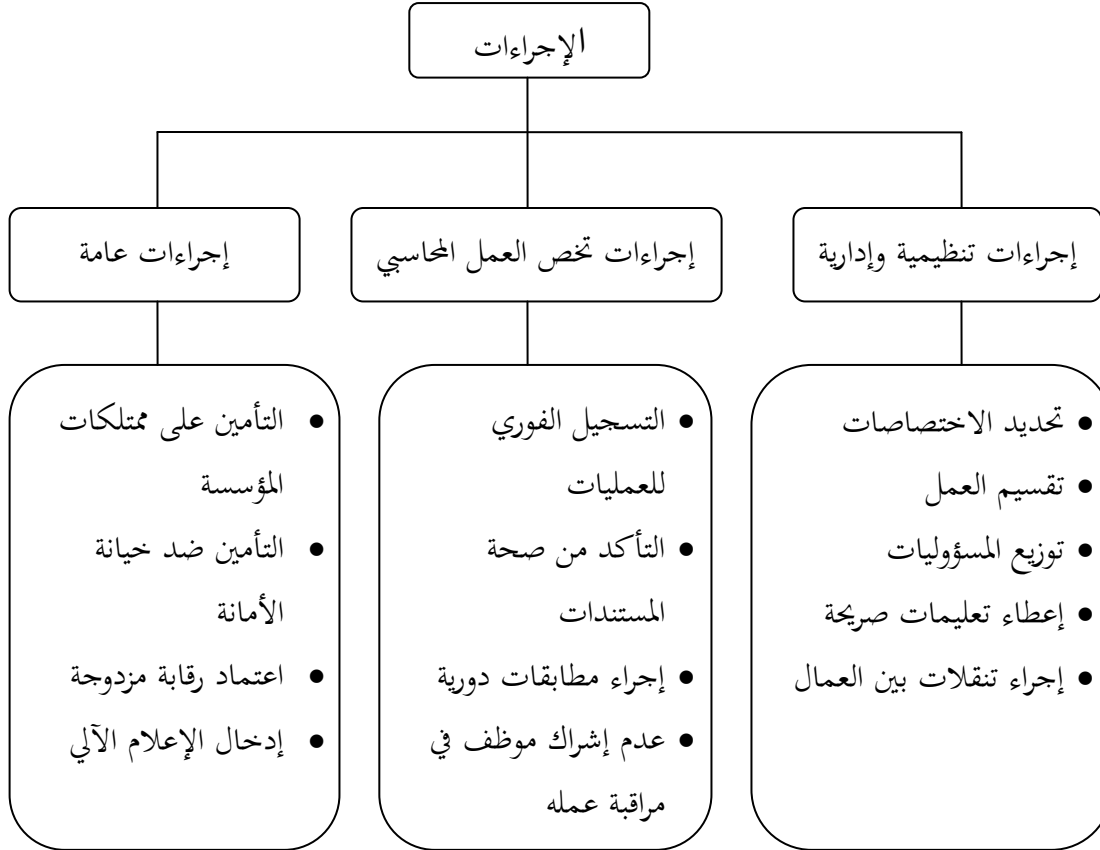 الإجراءات
إجراءات تنظيمية وإدارية
إجراءات تخص العمل المحاسبي
إجراءات عامة
• تحديد الاختصاصات
• تقسيم العمل
• توزيع المسؤوليات
• إعطاء تعليمات صريحة
• إجراء تنقلات بين العمال
• التسجيل الفوري
للعمليات
• التأكد من صحة
المستندات
• إجراء مطابقات دورية
• عدم إشراك موظف في
مراقبة عمله
• التأمين على ممتلكات
المؤسسة
• التأمين ضد خيانة
الأمانة
• اعتماد رقابة مزدوجة
• إدخال الإعلام الآلي